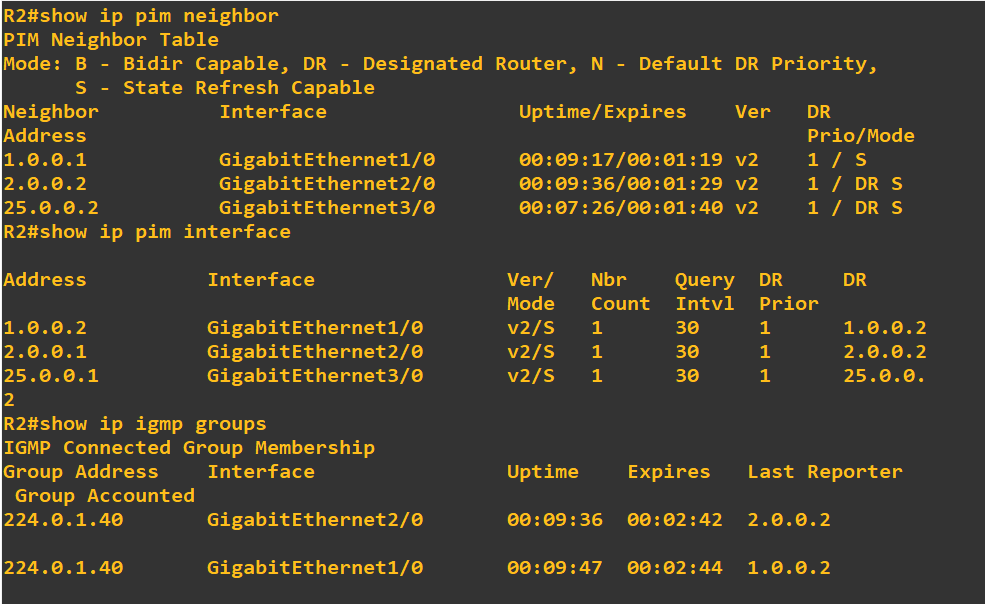 R2#show ip pim neighbor
PIM Neighbor Table
Mode: B - Bidir Capable, DR - Designated Router, N - Default DR Priority,
      S - State Refresh Capable
Neighbor          Interface                Uptime/Expires    Ver   DR
Address                                                            Prio/Mode
1.0.0.1           GigabitEthernet1/0       00:09:17/00:01:19 v2    1 / S
2.0.0.2           GigabitEthernet2/0       00:09:36/00:01:29 v2    1 / DR S
25.0.0.2          GigabitEthernet3/0       00:07:26/00:01:40 v2    1 / DR S
R2#show ip pim interface
Address          Interface                Ver/   Nbr    Query  DR     DR
                                          Mode   Count  Intvl  Prior
1.0.0.2          GigabitEthernet1/0       v2/S   1      30     1      1.0.0.2
2.0.0.1          GigabitEthernet2/0       v2/S   1      30     1      2.0.0.2
25.0.0.1         GigabitEthernet3/0       v2/S   1      30     1      25.0.0.
2
R2#show ip igmp groups
IGMP Connected Group Membership
Group Address    Interface                Uptime    Expires   Last Reporter
 Group Accounted
224.0.1.40       GigabitEthernet2/0       00:09:36  00:02:42  2.0.0.2
224.0.1.40       GigabitEthernet1/0       00:09:47  00:02:44  1.0.0.2